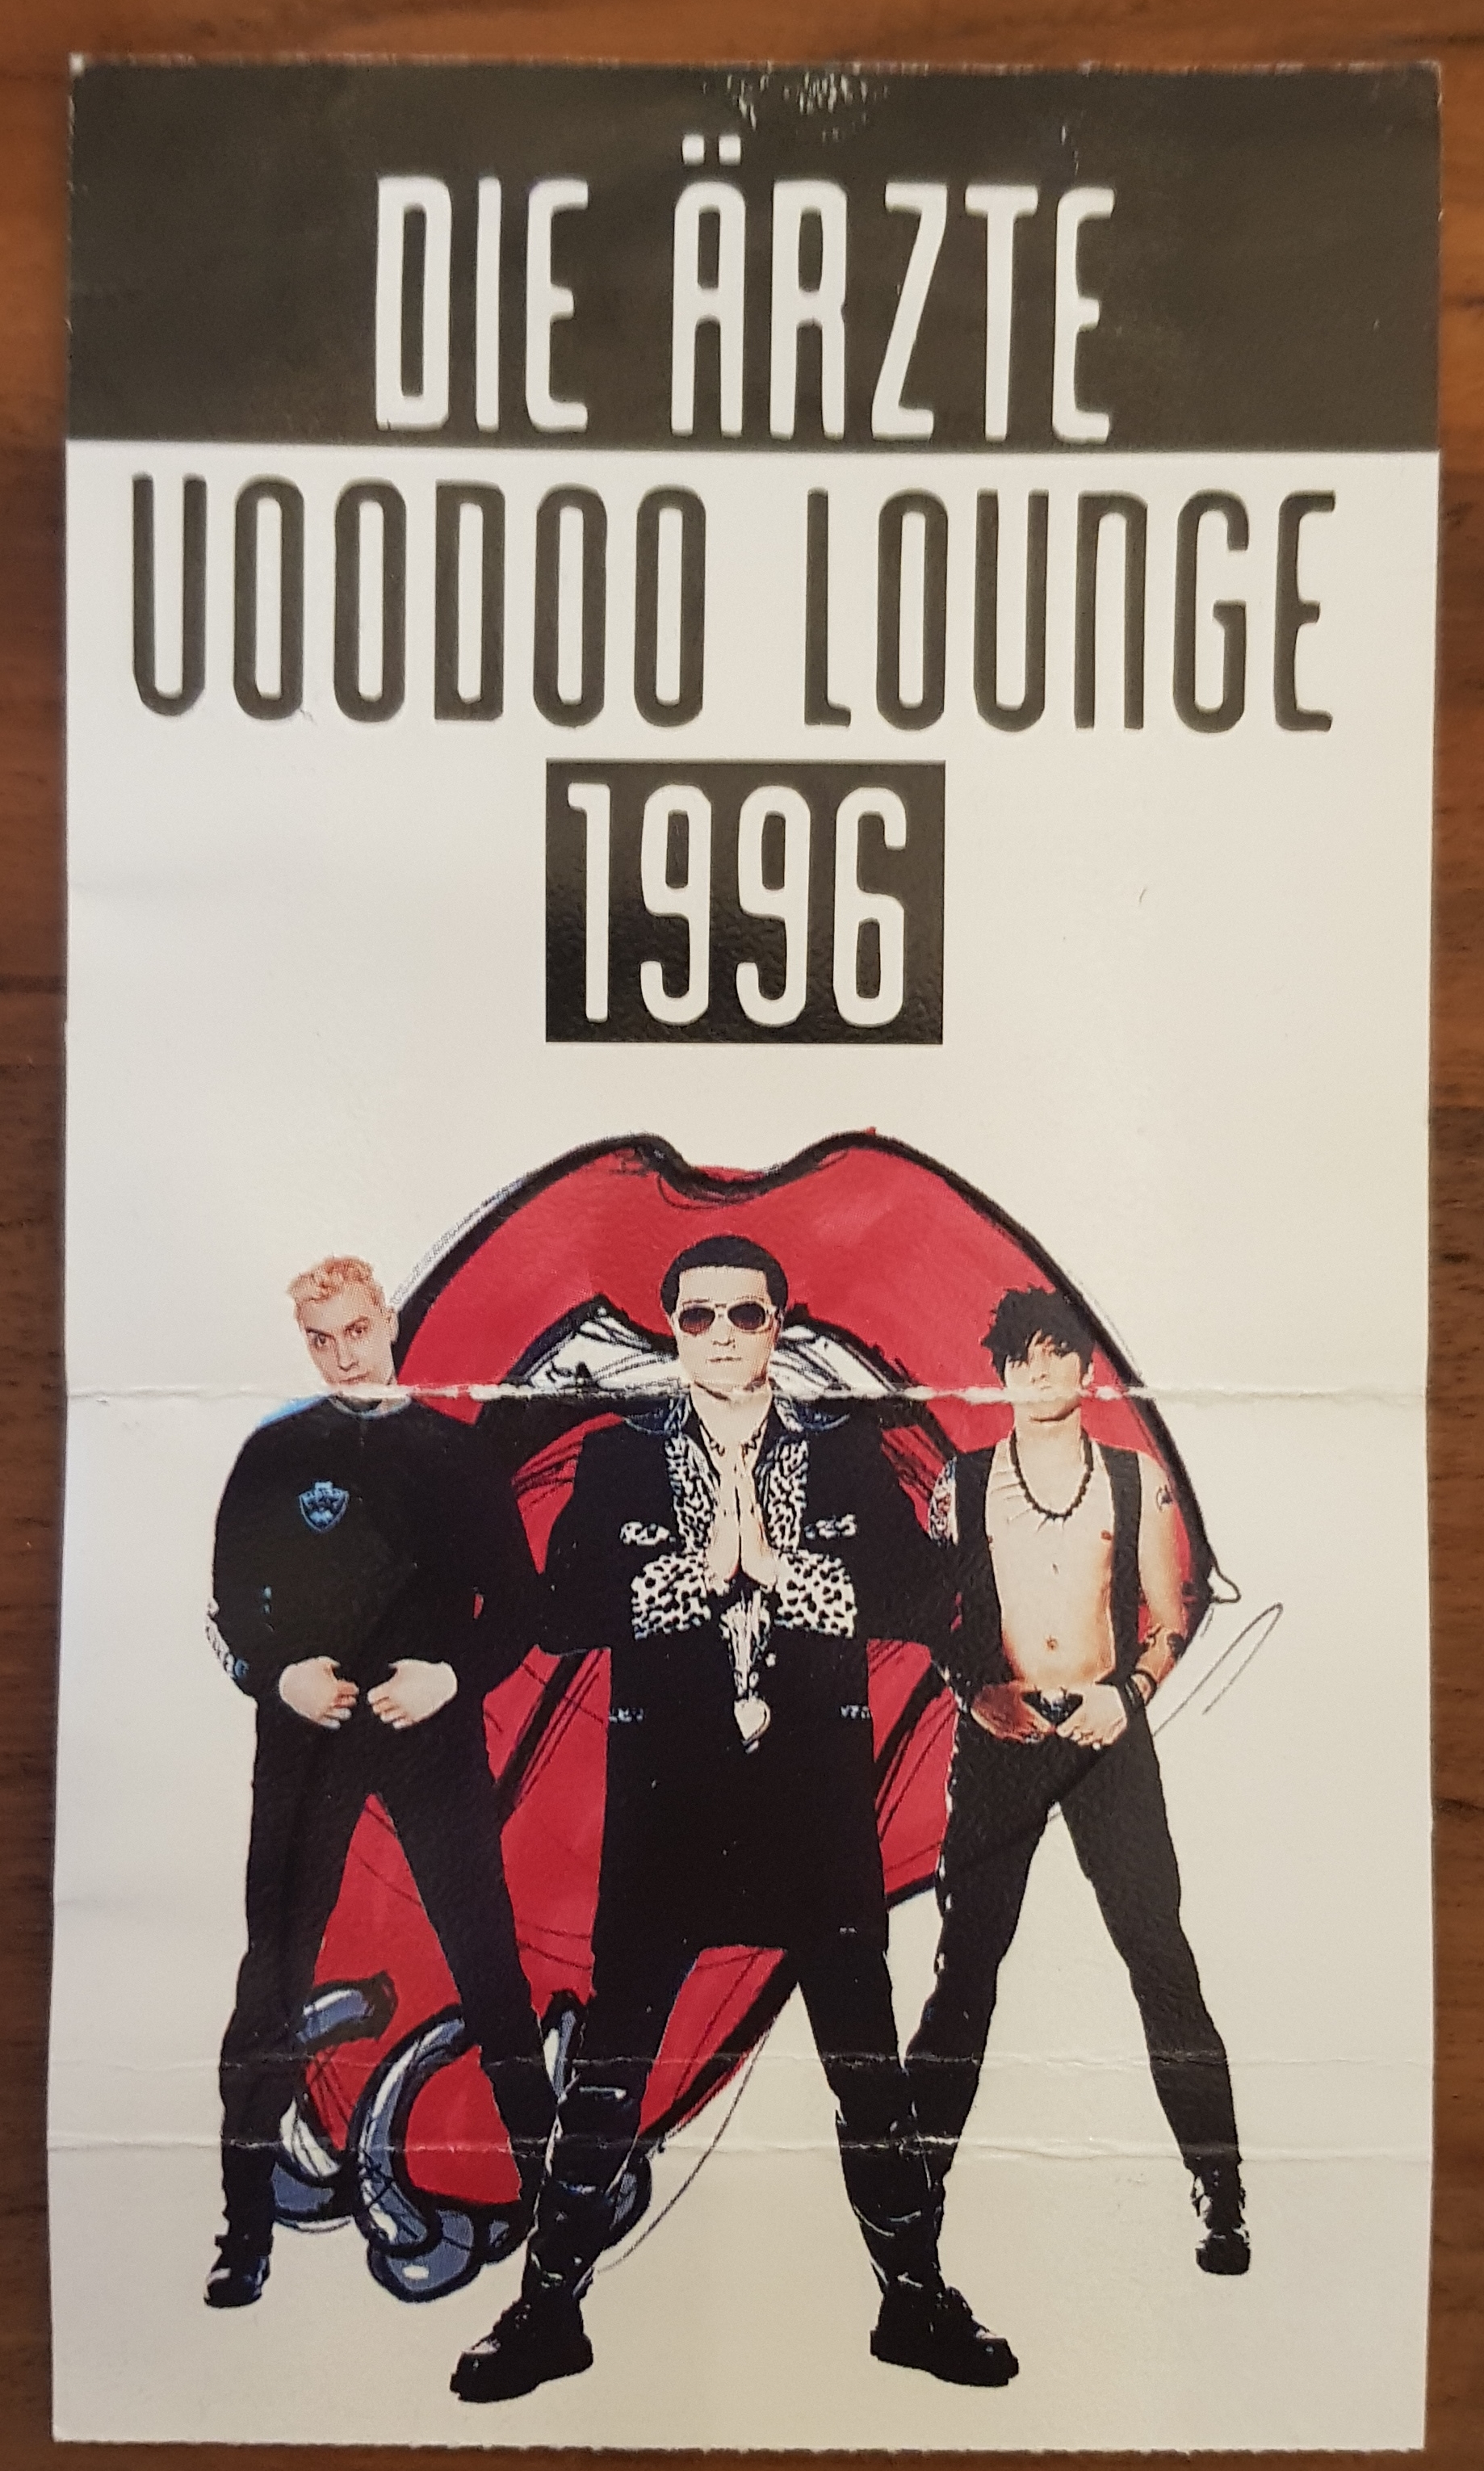 DIE ÄRZTE
VOODOO LOUNGE
1996